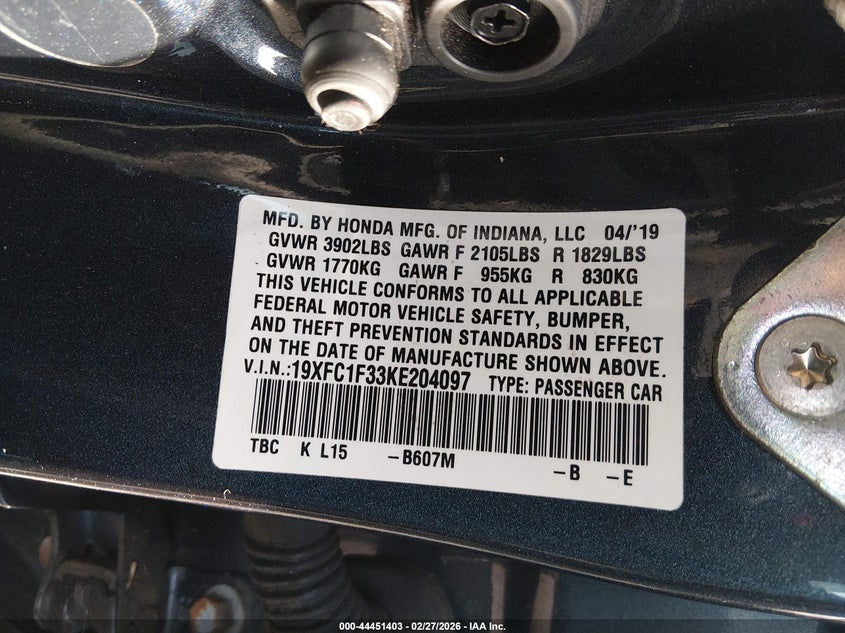 MFD. BY HONDA MFG. OF INDIANA, LLC 04/'19
GVWR 3902LBS GAWR F 2105LBS R 1829LBS
GVWR 1770KG GAWR F 955KG R 830KG
THIS VEHICLE CONFORMS TO ALL APPLICABLE
FEDERAL MOTOR VEHICLE SAFETY, BUMPER,
AND THEFT PREVENTION STANDARDS IN EFFECT
ON THE DATE OF MANUFACTURE SHOWN ABOVE.
V.I.N.:19XFC1F33KE204097 TYPE: PASSENGER CAR
TBC K L15 -B607M -B -E
000-44451403 - 02/27/2026 - IAA Inc.